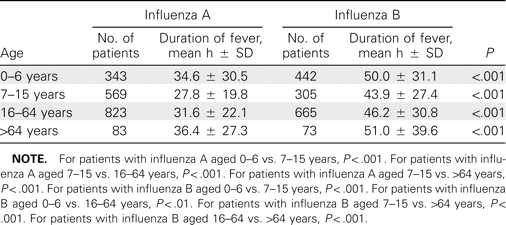 Influenza A Influenza B
No. of Duration of fever, No. of Duration of fever,
Age patients mean h ± SD patients mean h ± SD P
0–6 years 343 34.6 ± 30.5 442 50.0 ± 31.1 <.001
7–15 years 569 27.8 ± 19.8 305 43.9 ± 27.4 <.001
16–64 years 823 31.6 ± 22.1 665 46.2 ± 30.8 <.001
>64 years 83 36.4 ± 27.3 73 51.0 ± 39.6 <.001
NOTE. For patients with influenza A aged 0–6 vs. 7–15 years, P< .001. For patients with influ-
enza A aged 7–15 vs. 16–64 years, P< .001. For patients with influenza A aged 7–15 vs. >64 years,
P< .001. For patients with influenza B aged 0–6 vs. 7–15 years, P< .001. For patients with influenza
B aged 0–6 vs. 16–64 years, P< .01. For patients with influenza B aged 7–15 vs. >64 years, P<
.001. For patients with influenza B aged 16–64 vs. >64 years, P< .001.